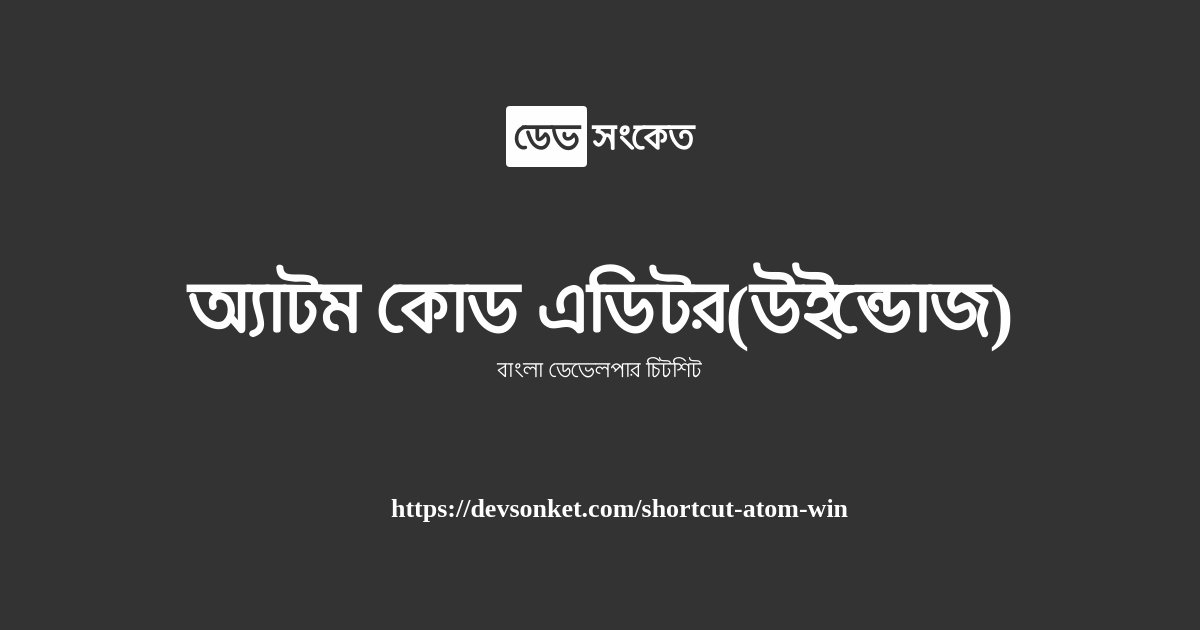 ডেভ সংকেত
অ্যাটম কোড এডিটর(উইন্ডোজ)
বাংলা ডেভেলপার চিটশিট
https://devsonket.com/shortcut-atom-win